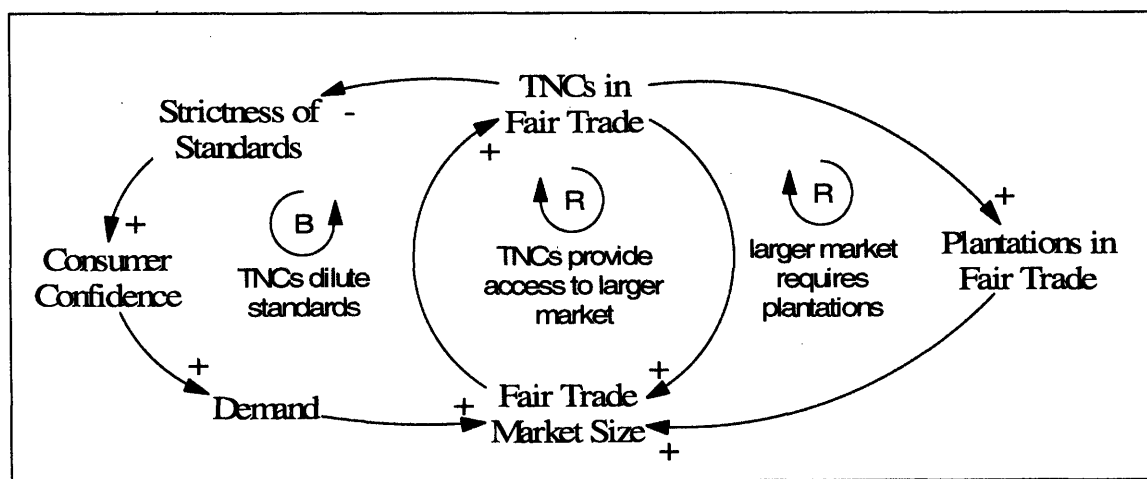 TNCs in
Fair Trade
+
Strictness of -
Standards
+
Consumer
Confidence
B
TNCs dilute
standards
R
TNCs provide
access to larger
market
R
larger market
requires
plantations
+
Plantations in
Fair Trade
+
Demand
+
Fair Trade
Market Size
+
+